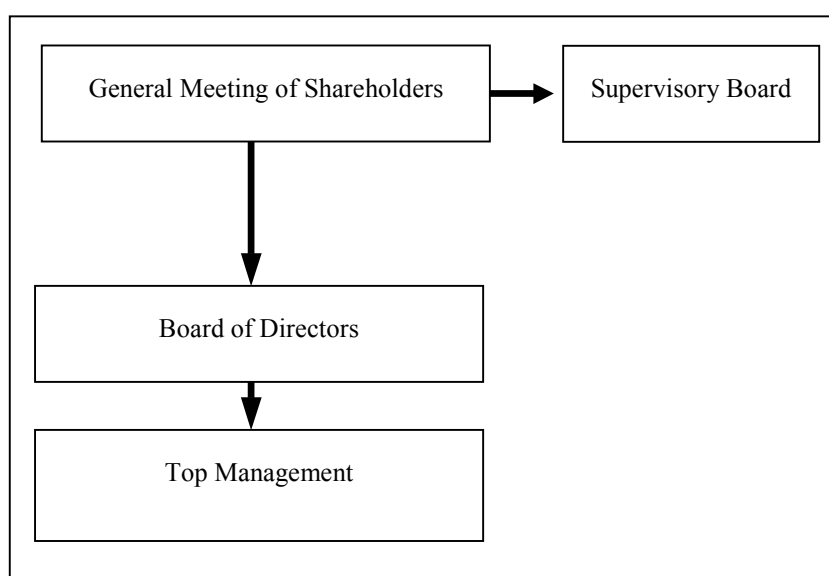 General Meeting of Shareholders
Supervisory Board
Board of Directors
Top Management